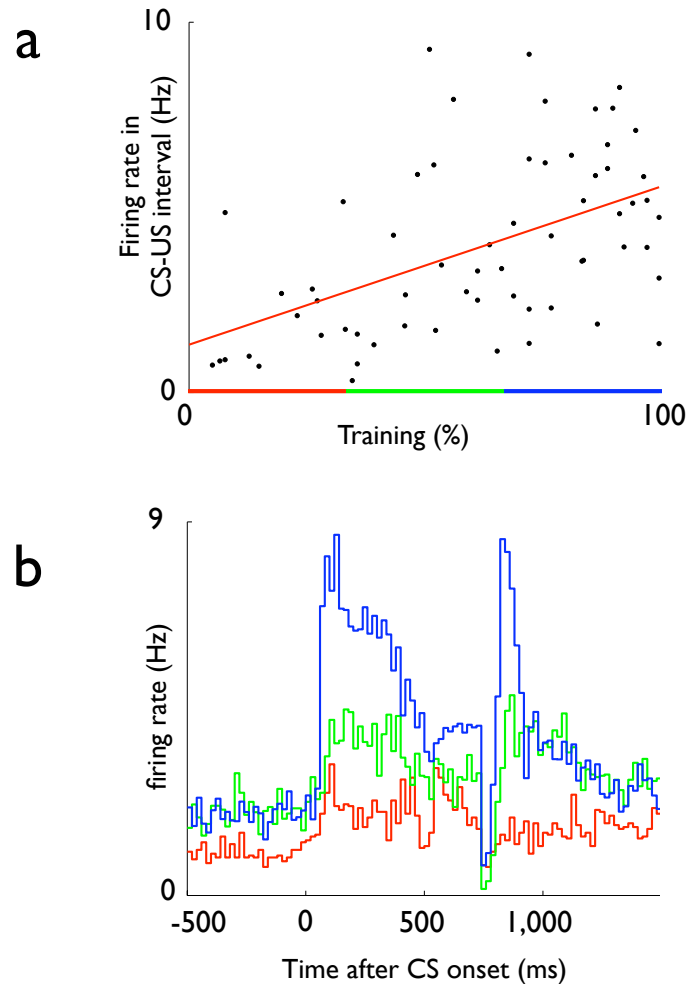 a
10
Firing rate in
CS-US interval (Hz)
0
0
100
Training (%)
b
9
firing rate (Hz)
0
-500
0
500
1,000
Time after CS onset (ms)